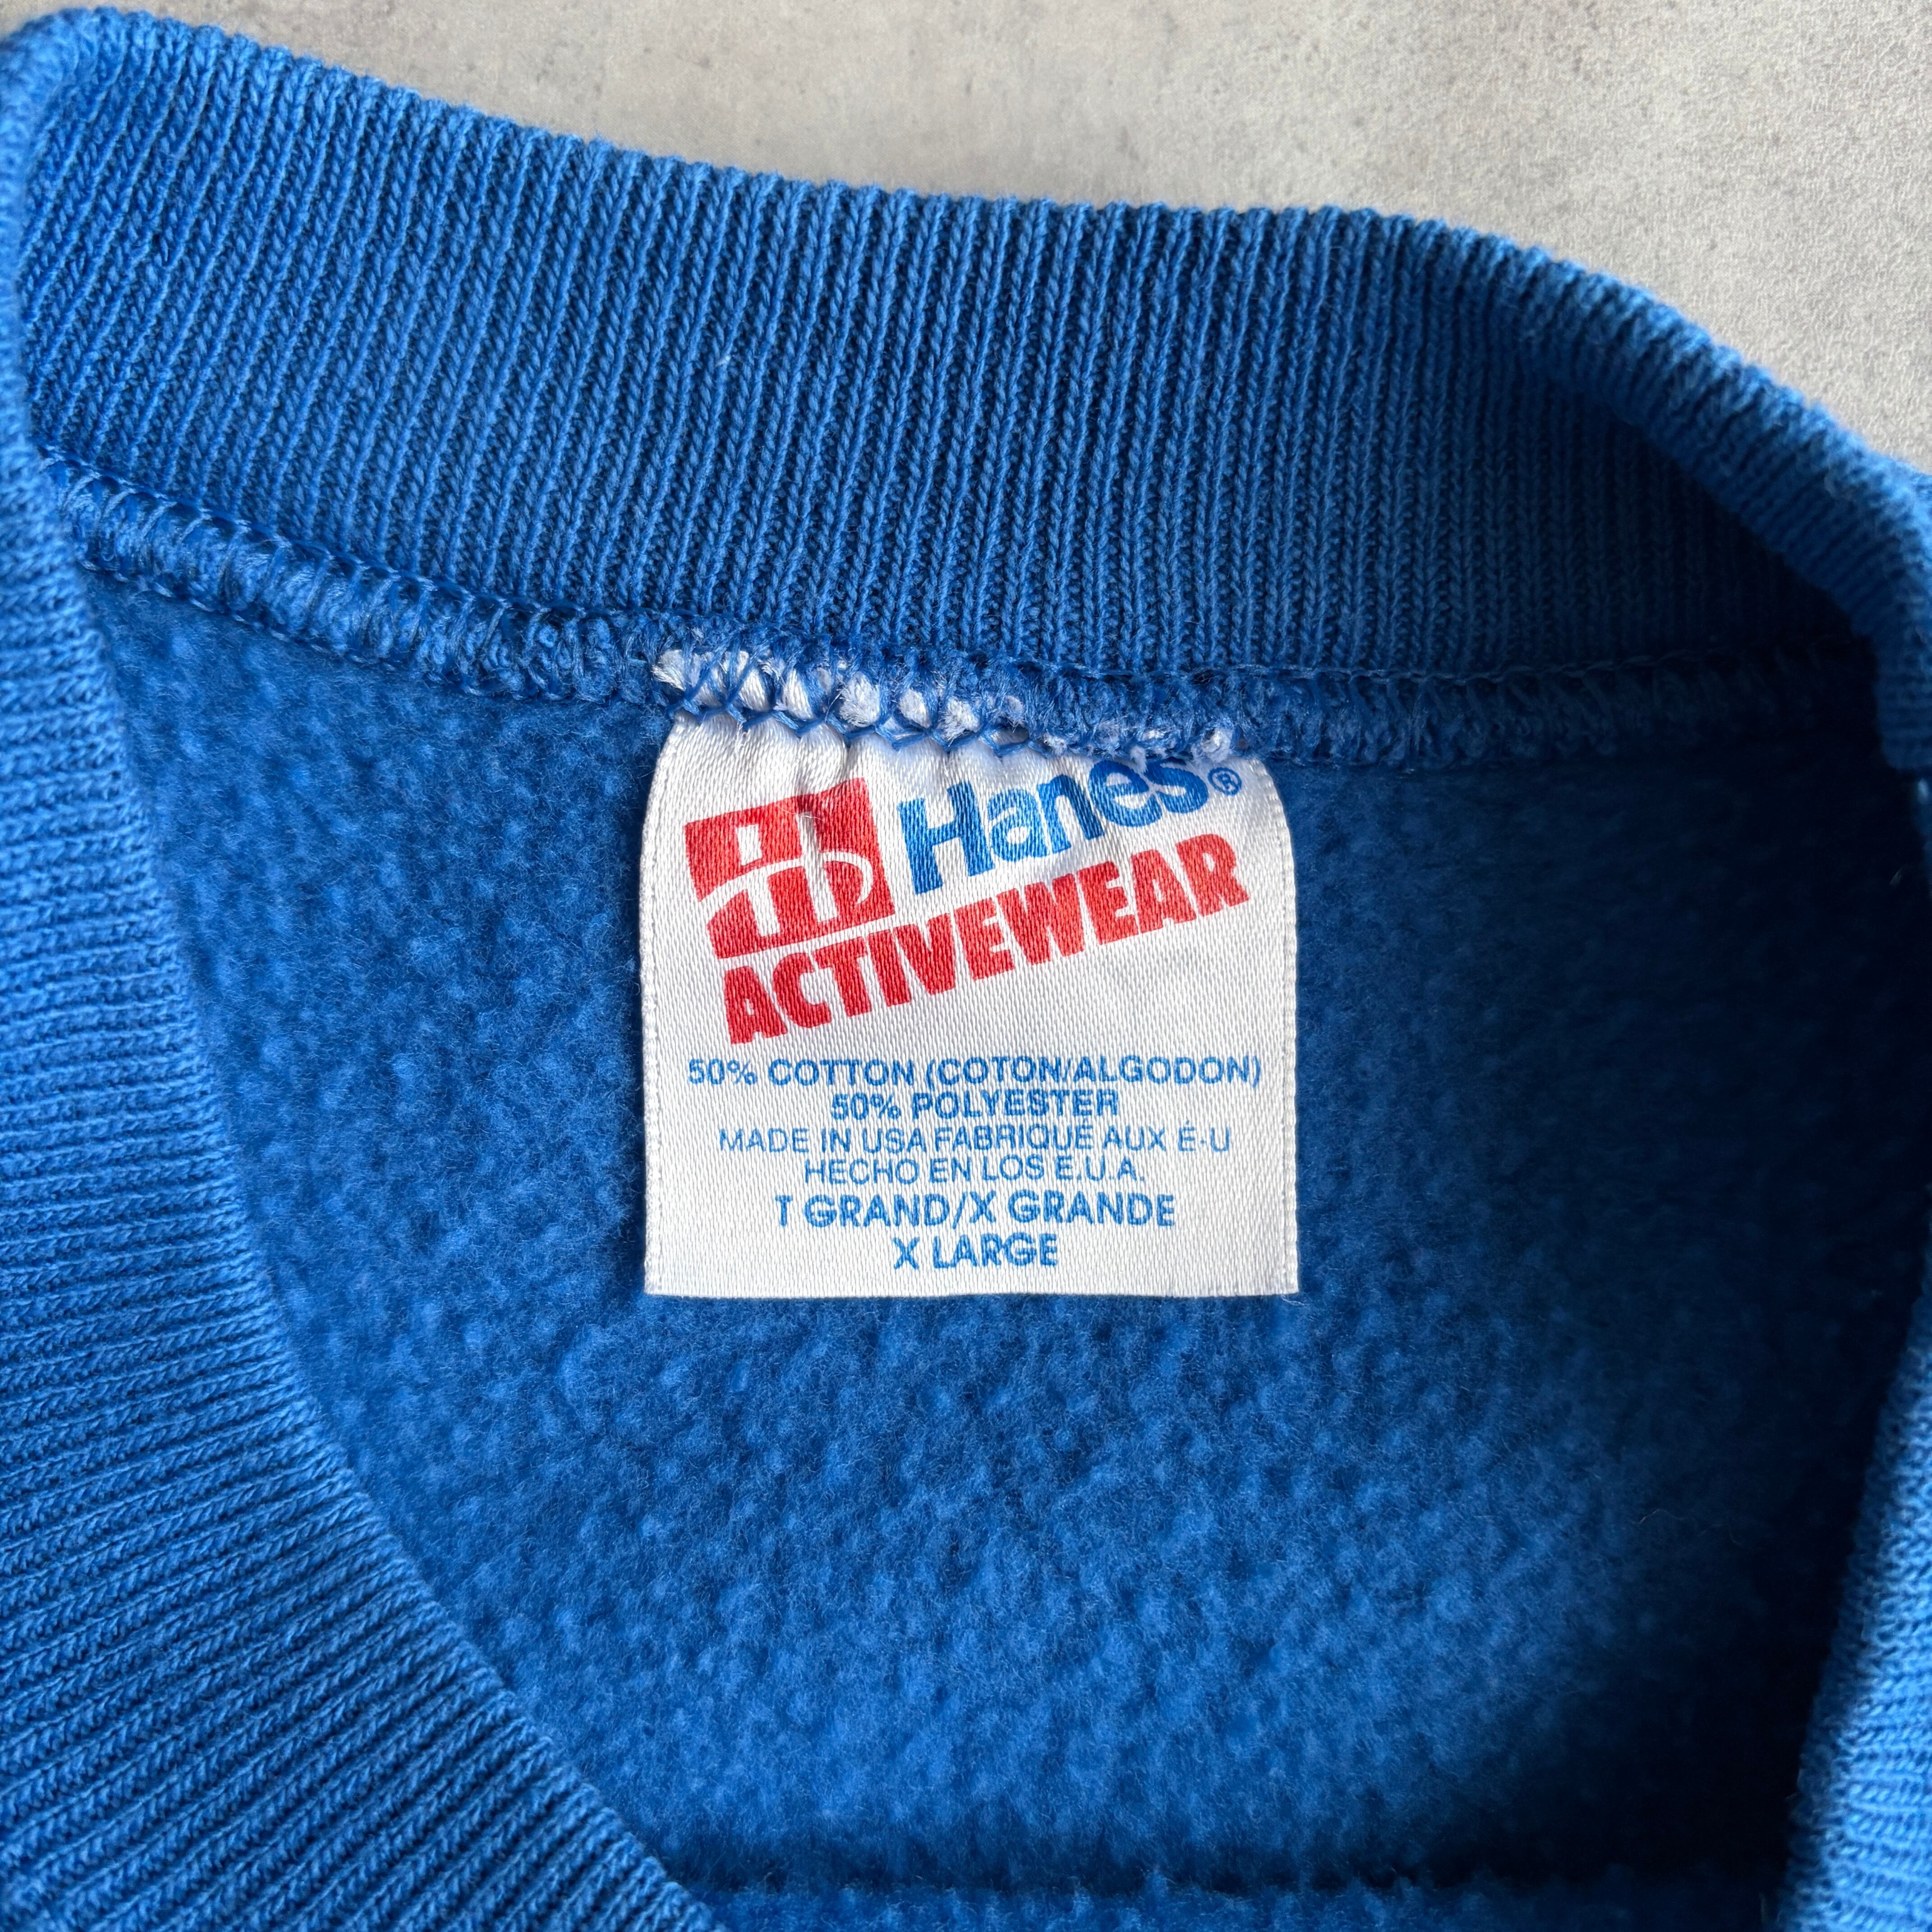 Hanes®
ACTIVEWEAR
50% COTTON (COTON/ALGODON)
50% POLYESTER
MADE IN USA FABRIQUÉ AUX É-U
HECHO EN LOS E.U.A.
T GRAND/X GRANDE
X LARGE